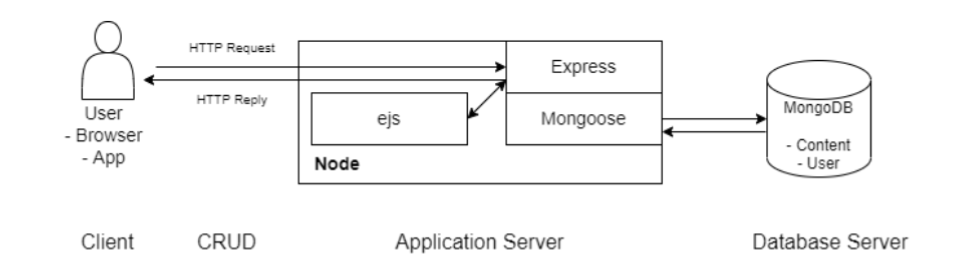 HTTP Request
HTTP Reply
User
- Browser
- App
Express
ejs
Mongoose
Node
MongoDB
- Content
- User
Client
CRUD
Application Server
Database Server